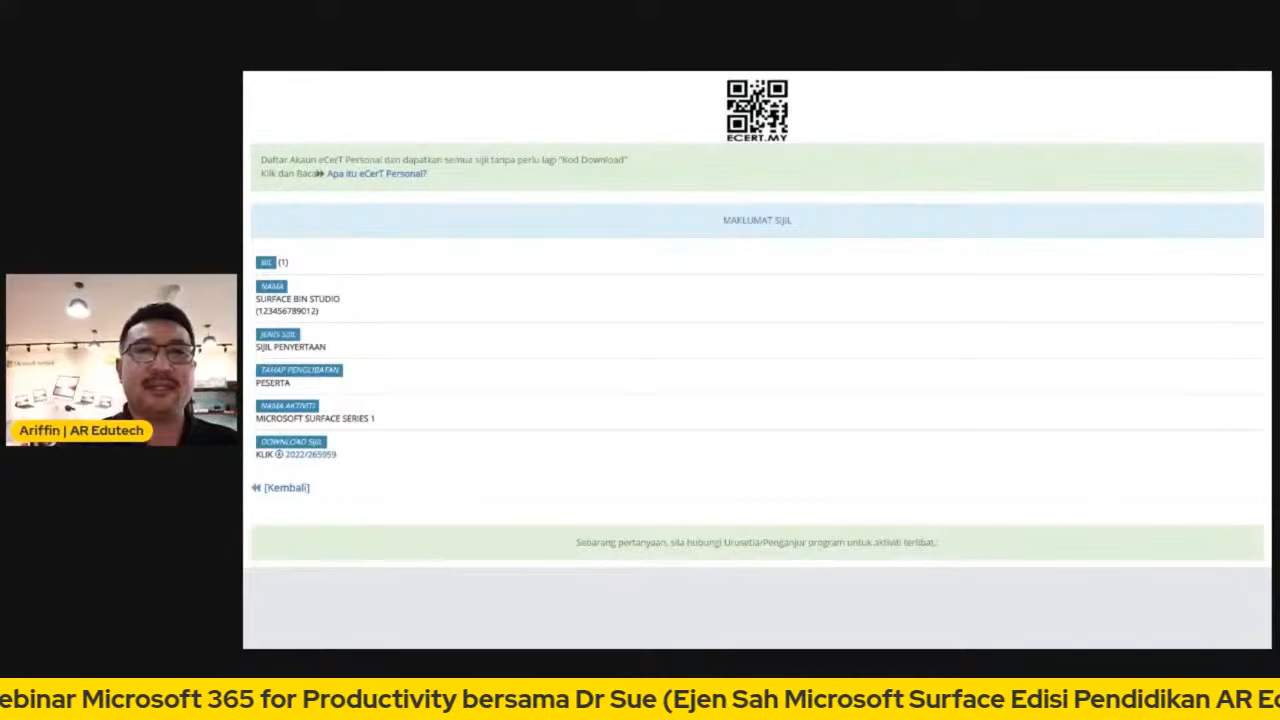 ECERT.MY
Daftar Akaun eCerT Personal dan dapatkan semua sijil tanpa perlu lagi "Kod Download"
Klik dan Baca Apa itu eCerT Personal?
MAKLUMAT SIJIL
BIL (1)
NAMA
SURFACE BIN STUDIO
(123456789012)
JENIS SIJIL
SIJIL PENYERTAAN
TAHAP PENGLIBATAN
PESERTA
NAMA AKTIVITI
MICROSOFT SURFACE SERIES 1
DOWNLOAD SIJIL
KLIK 2022/265959
[Kembali]
Sebarang pertanyaan, sila hubungi Urusetia/Penganjur program untuk aktiviti terlibat.
Ariffin | AR Edutech
ebinar Microsoft 365 for Productivity bersama Dr Sue (Ejen Sah Microsoft Surface Edisi Pendidikan AR Ed